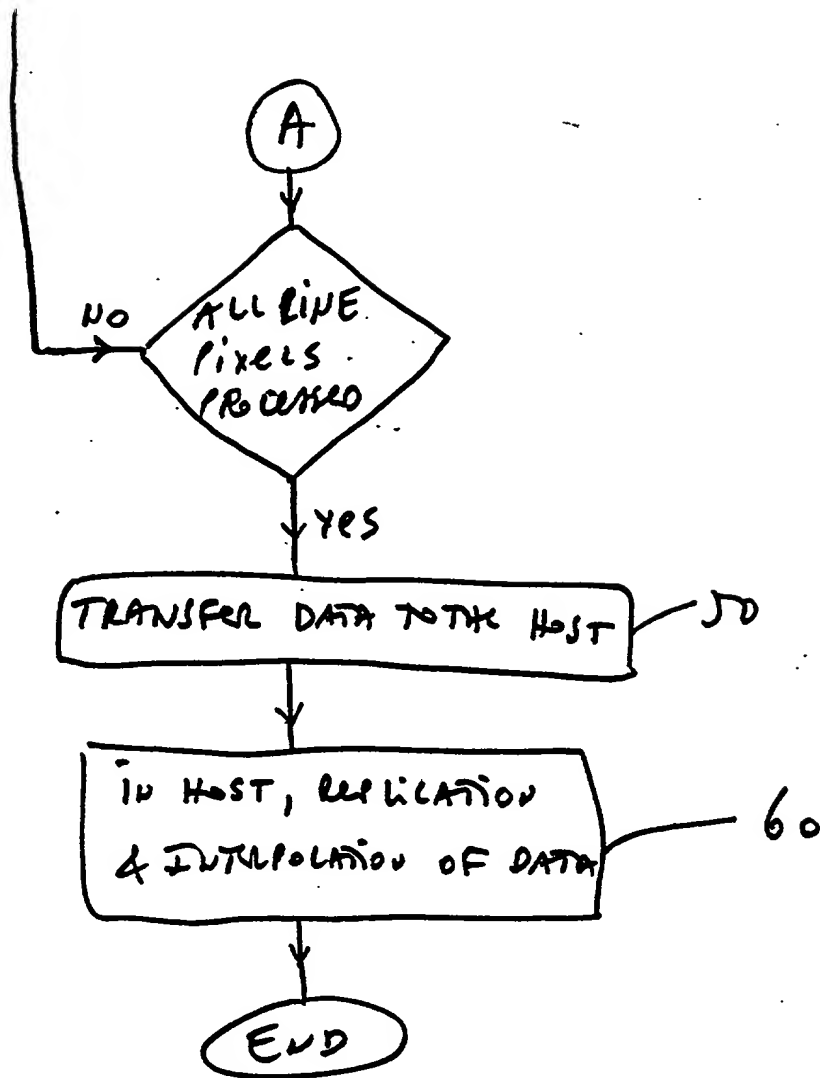 A
NO
ALL LINE
PiXELS
PROCESSED
YES
TRANSFER DATA TO THE HOST
50
IN HOST, REPLICATION
& INTERPOLATION OF DATA
60
END